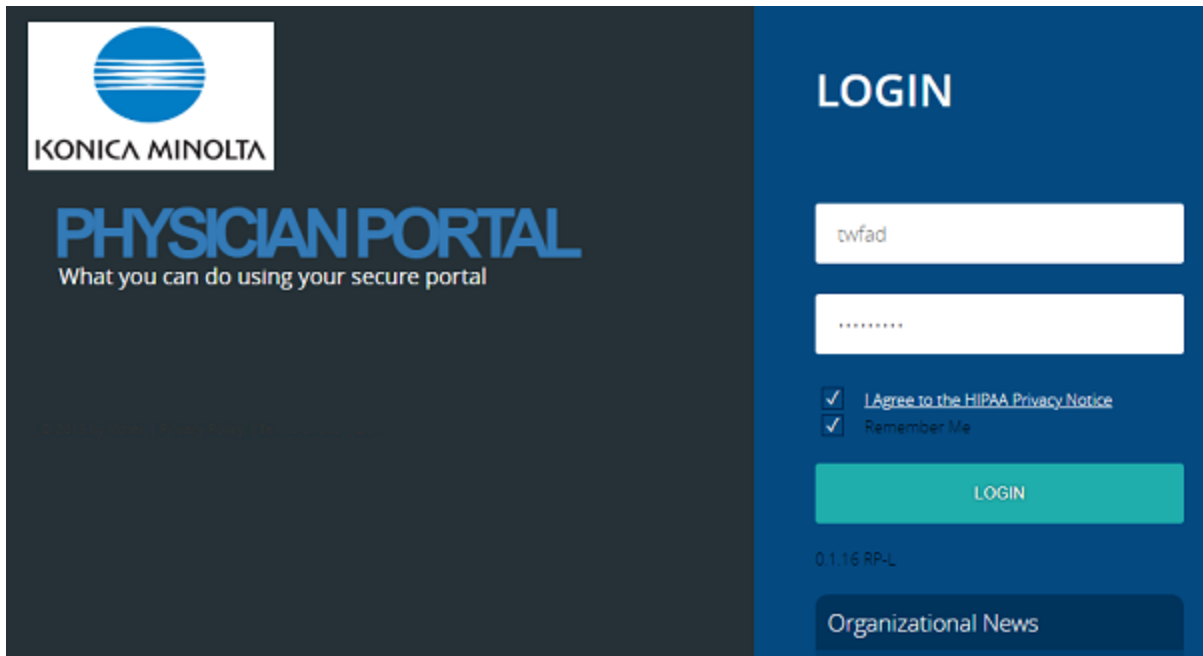 KONICA MINOLTA
PHYSICIAN PORTAL
What you can do using your secure portal
LOGIN
twfad
·········
I Agree to the HIPAA Privacy Notice
Remember Me
LOGIN
0.1.16 RP-L
Organizational News